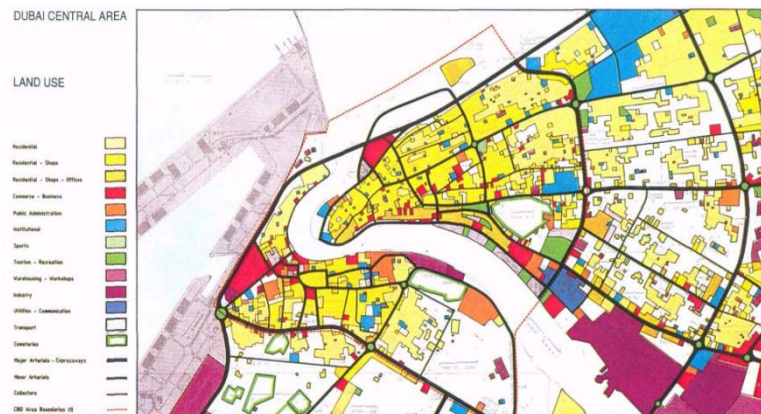 DUBAI CENTRAL AREA
LAND USE
Residential
Residential - Shops
Residential - Shops - Offices
Commerce - Business
Public Administration
Institutional
Sports
Tourism - Recreation
Warehousing - Workshops
Industry
Utilities - Communication
Transport
Cemeteries
Major Arterials - Expressways
Minor Arterials
Collectors
CBD Area Boundaries